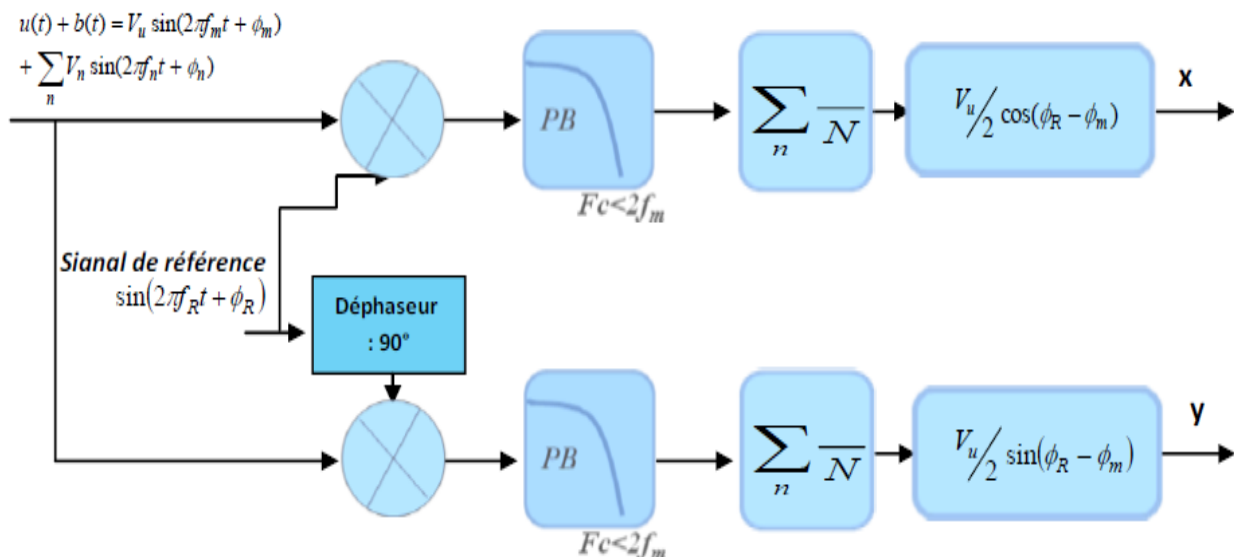 u(t) + b(t) = V_u sin(2πf_m t + ϕ_m)
+ ∑_n V_n sin(2πf_n t + ϕ_n)
PB
Fc<2f_m
∑_n ‾N
V_u/2 cos(ϕ_R − ϕ_m)
x
Sianal de référence
sin(2πf_R t + ϕ_R)
Déphaseur
: 90°
PB
Fc<2f_m
∑_n ‾N
V_u/2 sin(ϕ_R − ϕ_m)
y